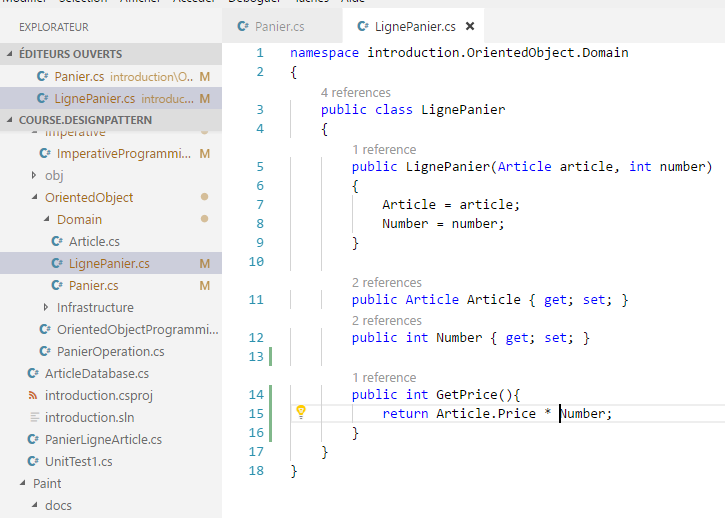 Modifier Sélection Afficher Accéder Déboguer Tâches Aide
EXPLORATEUR
ÉDITEURS OUVERTS
Panier.cs introduction\O... M
LignePanier.cs introduc... M
COURSE.DESIGNPATTERN
Imperative
ImperativeProgrammi... M
obj
OrientedObject
Domain
Article.cs
LignePanier.cs M
Panier.cs M
Infrastructure
OrientedObjectProgrammi...
PanierOperation.cs
ArticleDatabase.cs
introduction.csproj
introduction.sln
PanierLigneArticle.cs
UnitTest1.cs
Paint
docs
Panier.cs
LignePanier.cs ×
1 namespace introduction.OrientedObject.Domain
2 {
4 references
3 public class LignePanier
4 {
1 reference
5 public LignePanier(Article article, int number)
6 {
7 Article = article;
8 Number = number;
9 }
10
2 references
11 public Article Article { get; set; }
2 references
12 public int Number { get; set; }
13
1 reference
14 public int GetPrice(){
15 return Article.Price * Number;
16 }
17 }
18 }